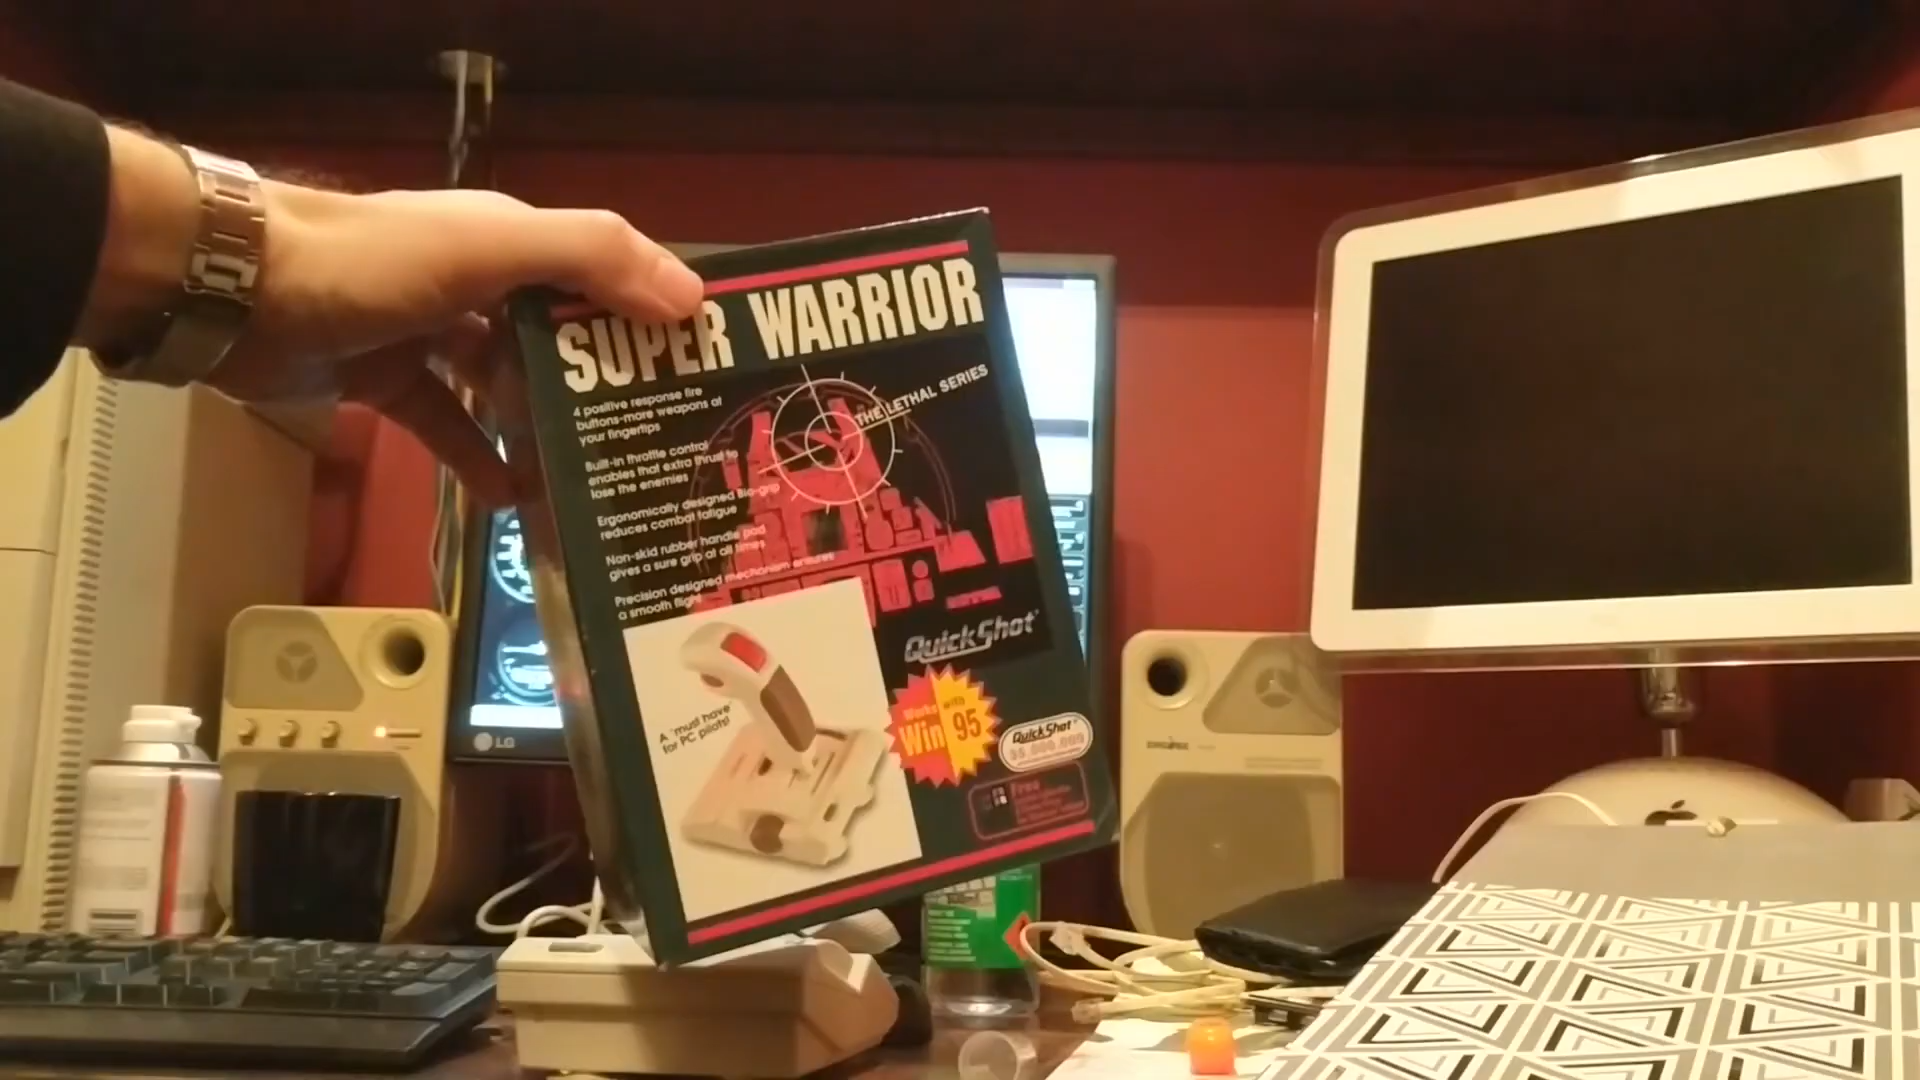 SUPER WARRIOR
4 positive response fire
buttons-more weapons at
your fingertips
THE LETHAL SERIES
Built-in throttle control
enables that extra thrust to
lose the enemies
Ergonomically designed Bio-grip
reduces combat fatigue
Non-skid rubber handle pad
gives a sure grip at all times
Precision designed mechanism ensures
a smooth flight
QuickShot
A "must have"
for PC pilots!
Works with
Win 95
QuickShot
35,000,000
Free
LG